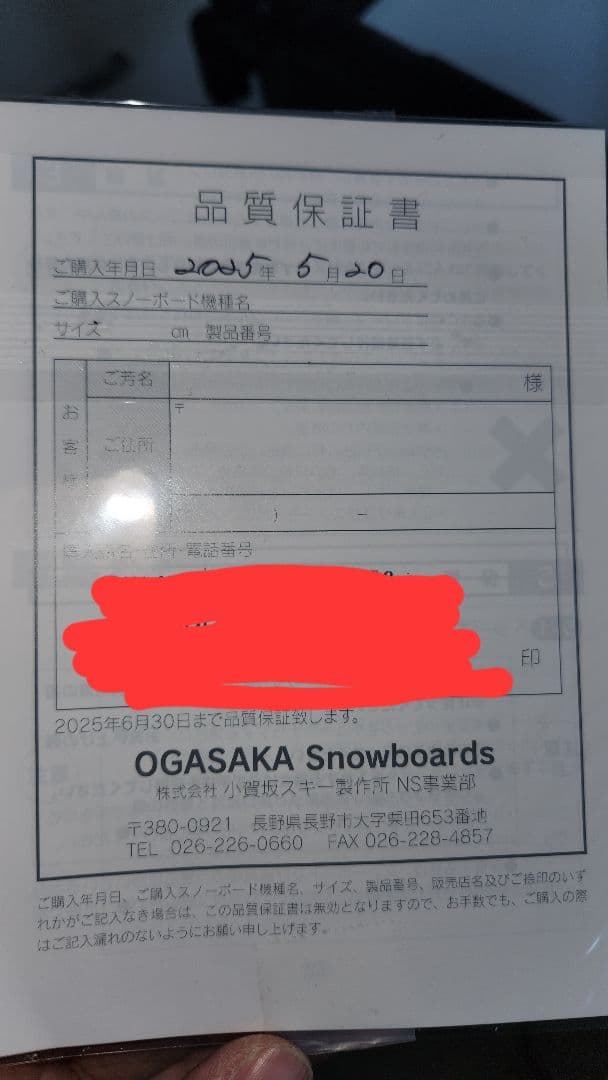 品質保証書
ご購入年月日 2025年 5月20日
ご購入スノーボード機種名
サイズ cm 製品番号
ご芳名 様
お客様
〒
ご住所
) －
購入店名・住所・電話番号
印
2025年6月30日まで品質保証致します。
OGASAKA Snowboards
株式会社 小賀坂スキー製作所 NS事業部
〒380-0921 長野県長野市大字栗田653番地
TEL 026-226-0660 FAX 026-228-4857
ご購入年月日、ご購入スノーボード機種名、サイズ、製品番号、販売店名及びご捺印のいず
れかがご記入なき場合は、この品質保証書は無効となりますので、お手数でも、ご購入の際
はご記入漏れのないようにお願い申し上げます。